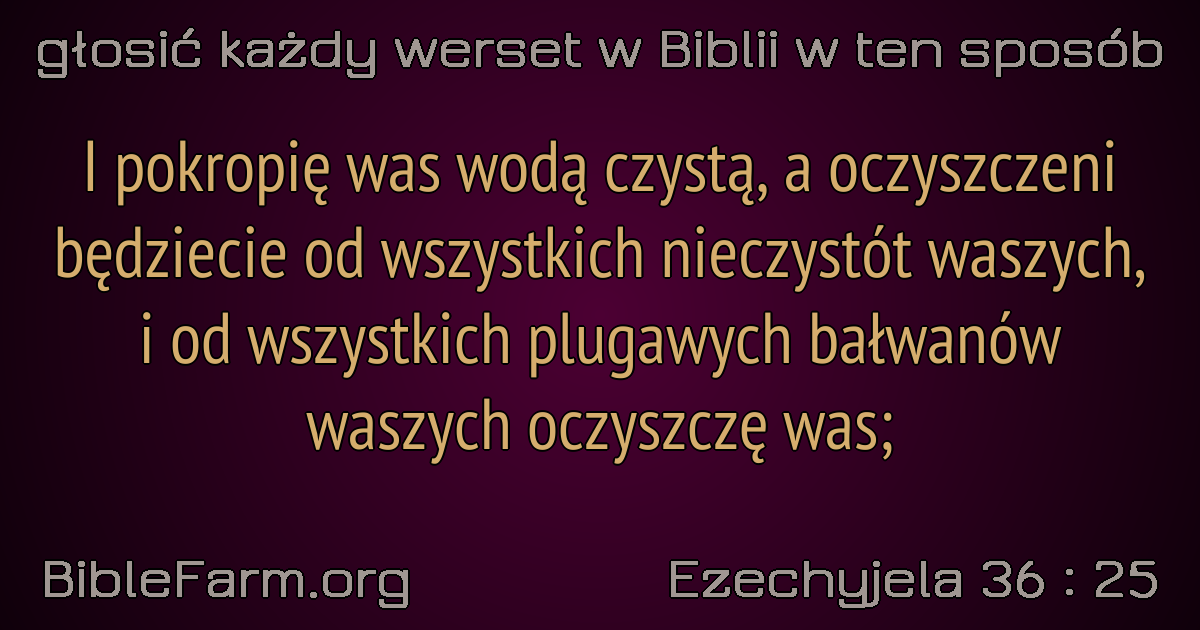 głosić każdy werset w Biblii w ten sposób
I pokropię was wodą czystą, a oczyszczeni
będziecie od wszystkich nieczystót waszych,
i od wszystkich plugawych bałwanów
waszych oczyszczę was;
BibleFarm.org
Ezechyjela 36 : 25